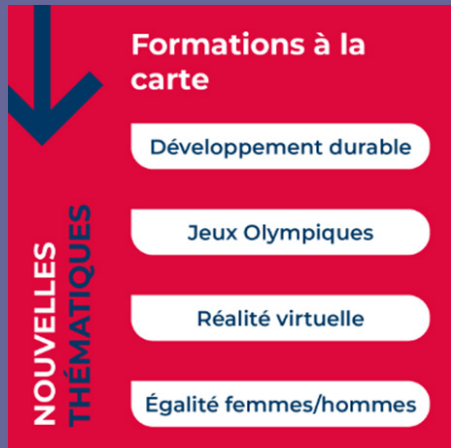 Formations à la
carte
Développement durable
Jeux Olympiques
Réalité virtuelle
Égalité femmes/hommes
NOUVELLES
THÉMATIQUES